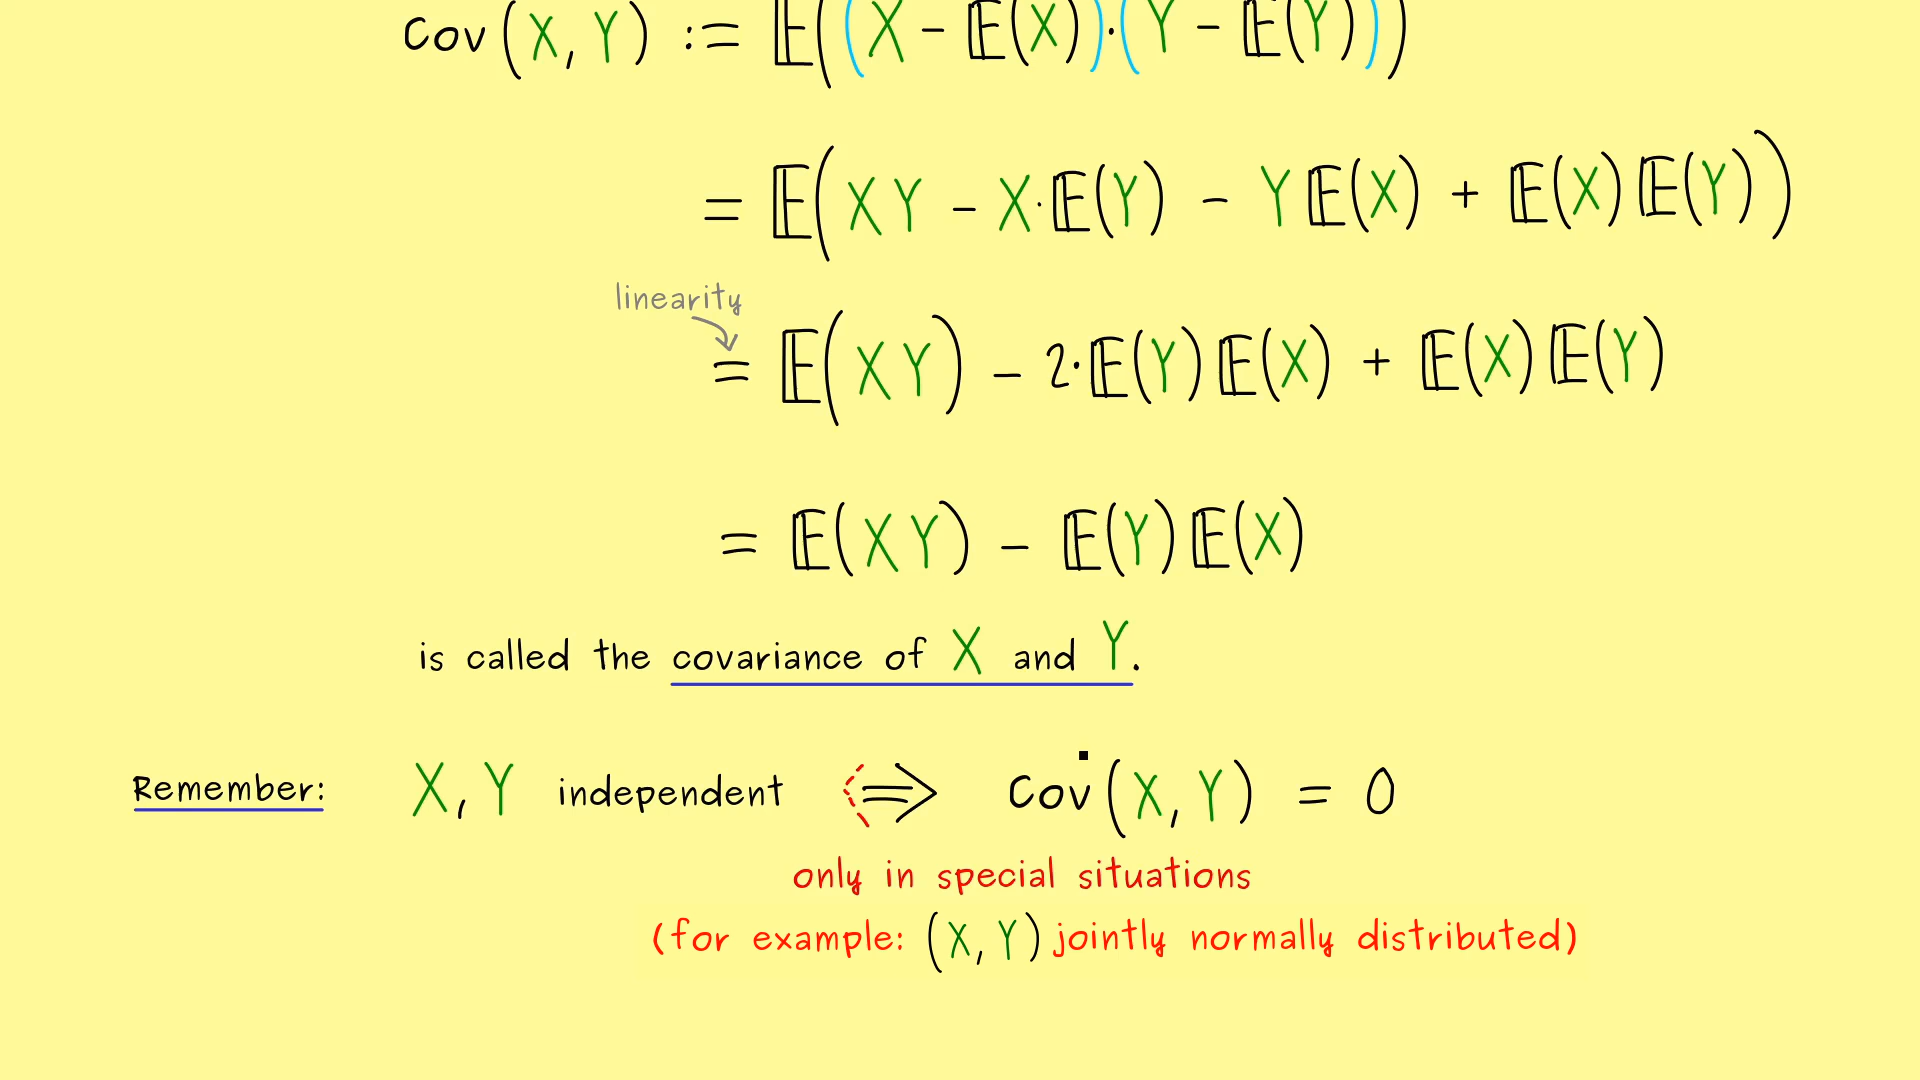 Cov(X, Y) := 𝔼((X − 𝔼(X))·(Y − 𝔼(Y)))
= 𝔼(XY − X·𝔼(Y) − Y𝔼(X) + 𝔼(X)𝔼(Y))
linearity
= 𝔼(XY) − 2·𝔼(Y)𝔼(X) + 𝔼(X)𝔼(Y)
= 𝔼(XY) − 𝔼(Y)𝔼(X)
is called the covariance of X and Y.
Remember: X, Y independent ⇔ Cov(X, Y) = 0
only in special situations
(for example: (X, Y) jointly normally distributed)